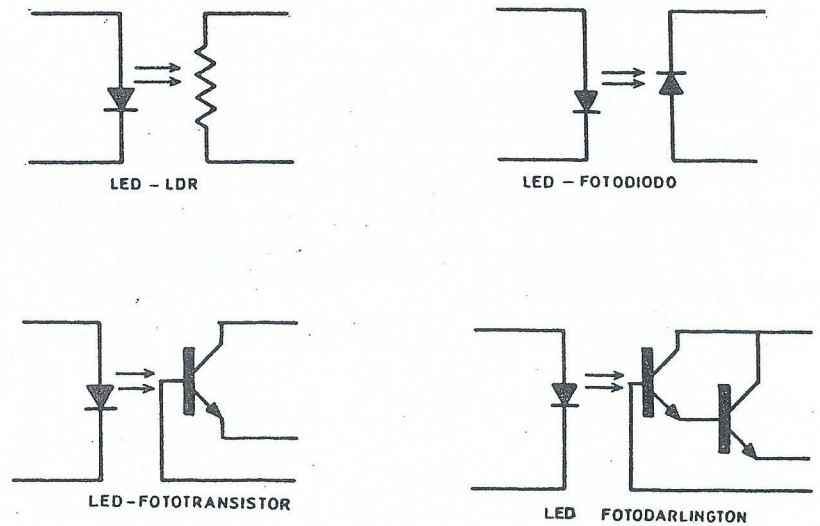 LED - LDR
LED - FOTODIODO
LED - FOTOTRANSISTOR
LED FOTODARLINGTON